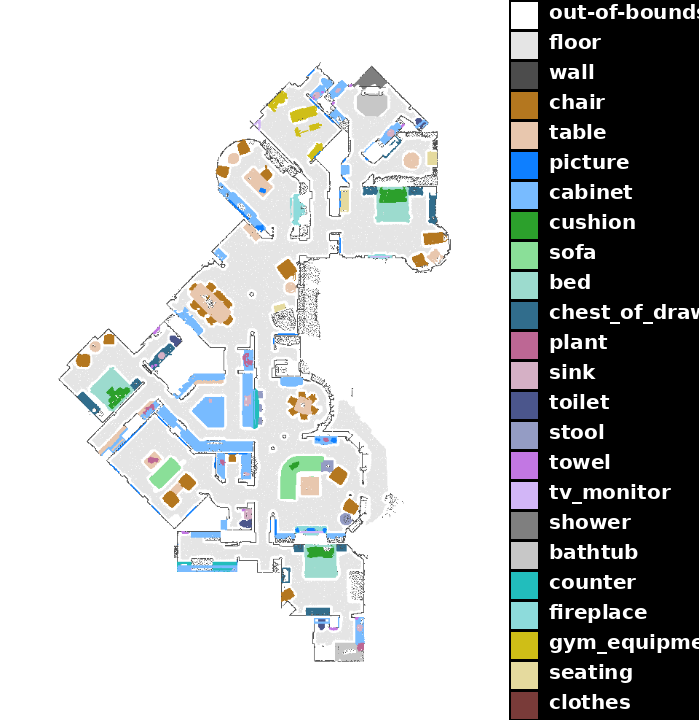 out-of-bounds
floor
wall
chair
table
picture
cabinet
cushion
sofa
bed
chest_of_draw
plant
sink
toilet
stool
towel
tv_monitor
shower
bathtub
counter
fireplace
gym_equipme
seating
clothes